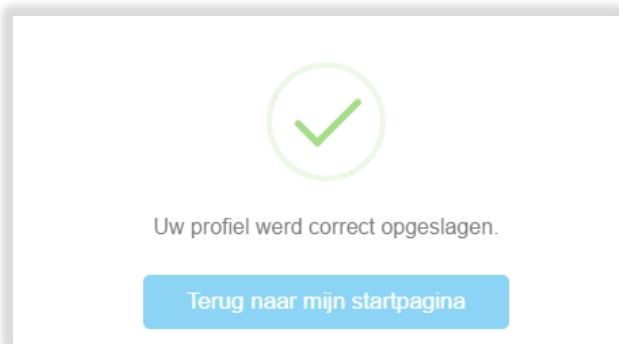 Uw profiel werd correct opgeslagen.
Terug naar mijn startpagina